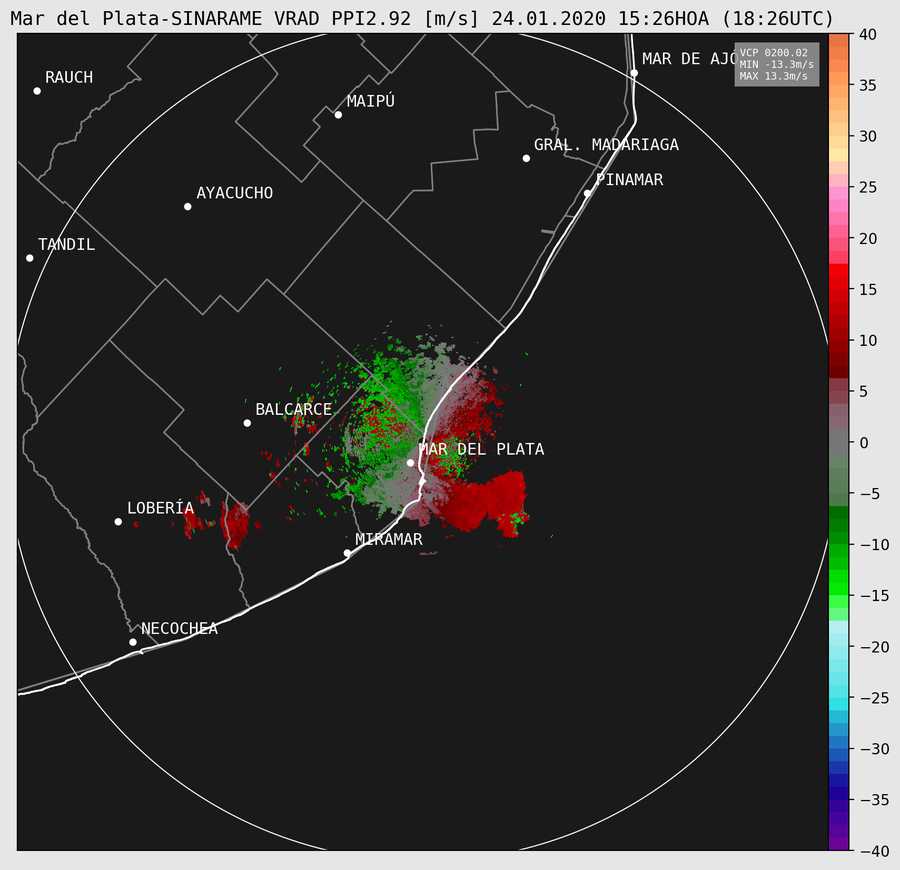 Mar del Plata-SINARAME VRAD PPI2.92 [m/s] 24.01.2020 15:26HOA (18:26UTC)
MAR DE AJÓ
VCP 0200.02
MIN -13.3m/s
MAX 13.3m/s
RAUCH
MAIPÚ
GRAL. MADARIAGA
PINAMAR
AYACUCHO
TANDIL
BALCARCE
MAR DEL PLATA
LOBERÍA
MIRAMAR
NECOCHEA
40
35
30
25
20
15
10
5
0
−5
−10
−15
−20
−25
−30
−35
−40